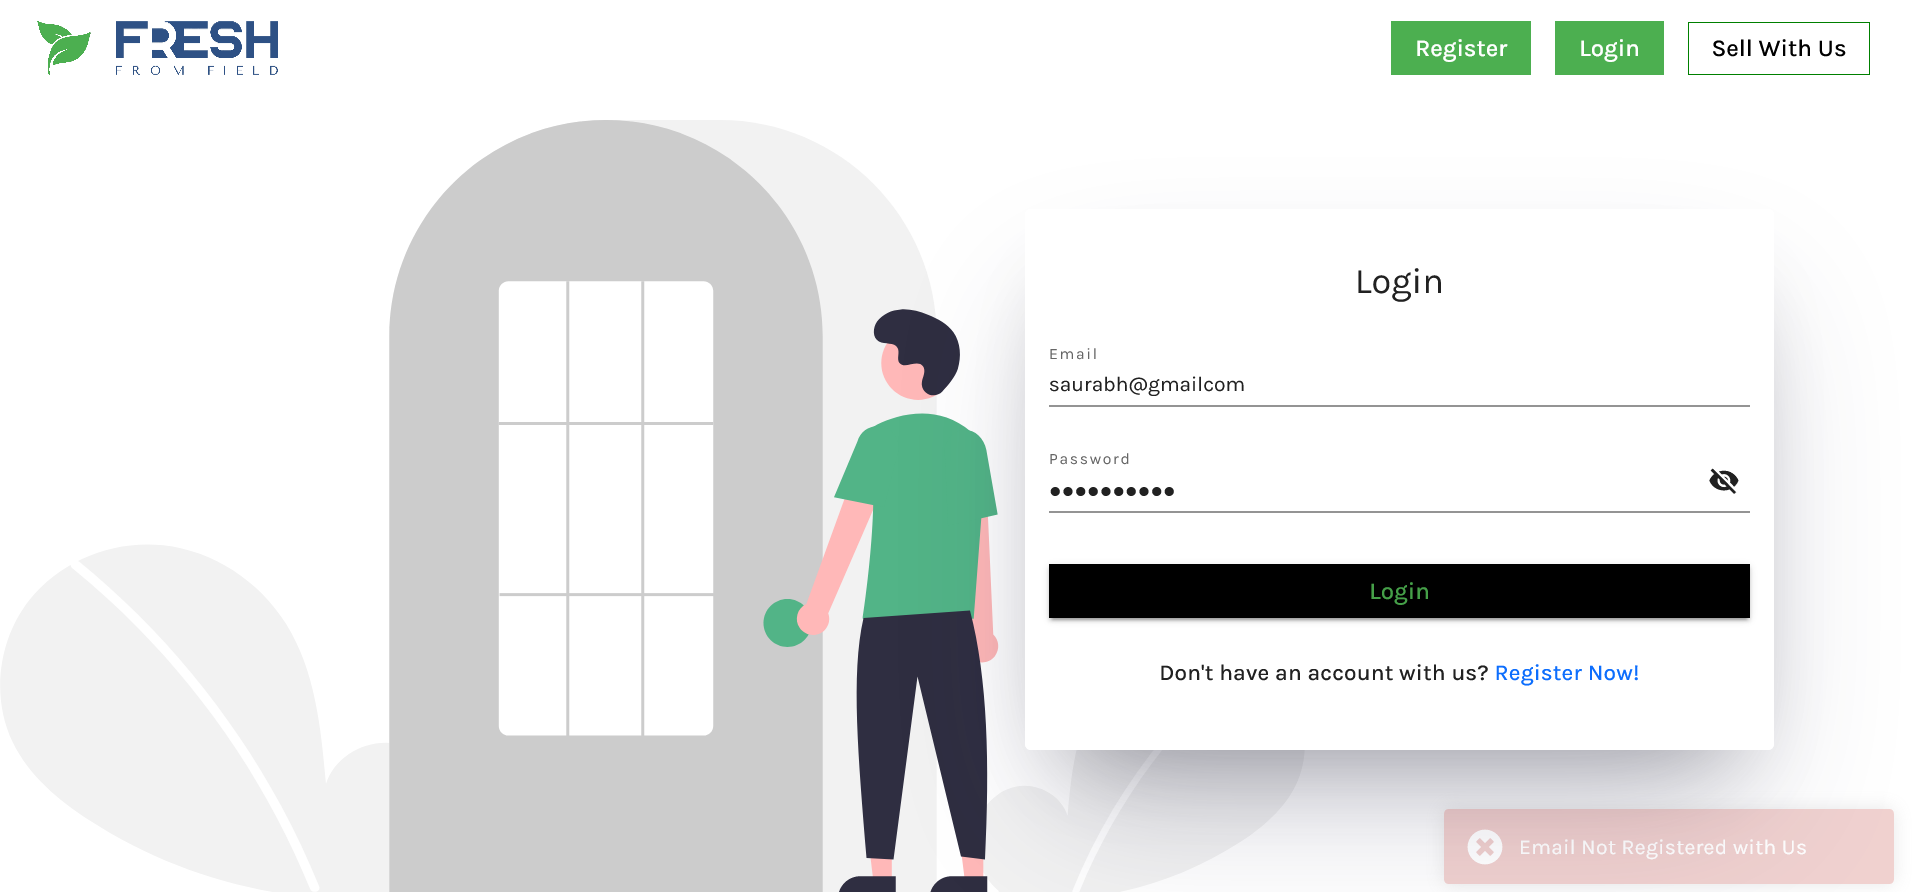 FRESH
FROM FIELD
Register
Login
Sell With Us
Login
Email
saurabh@gmailcom
Password
Login
Don't have an account with us? Register Now!
Email Not Registered with Us